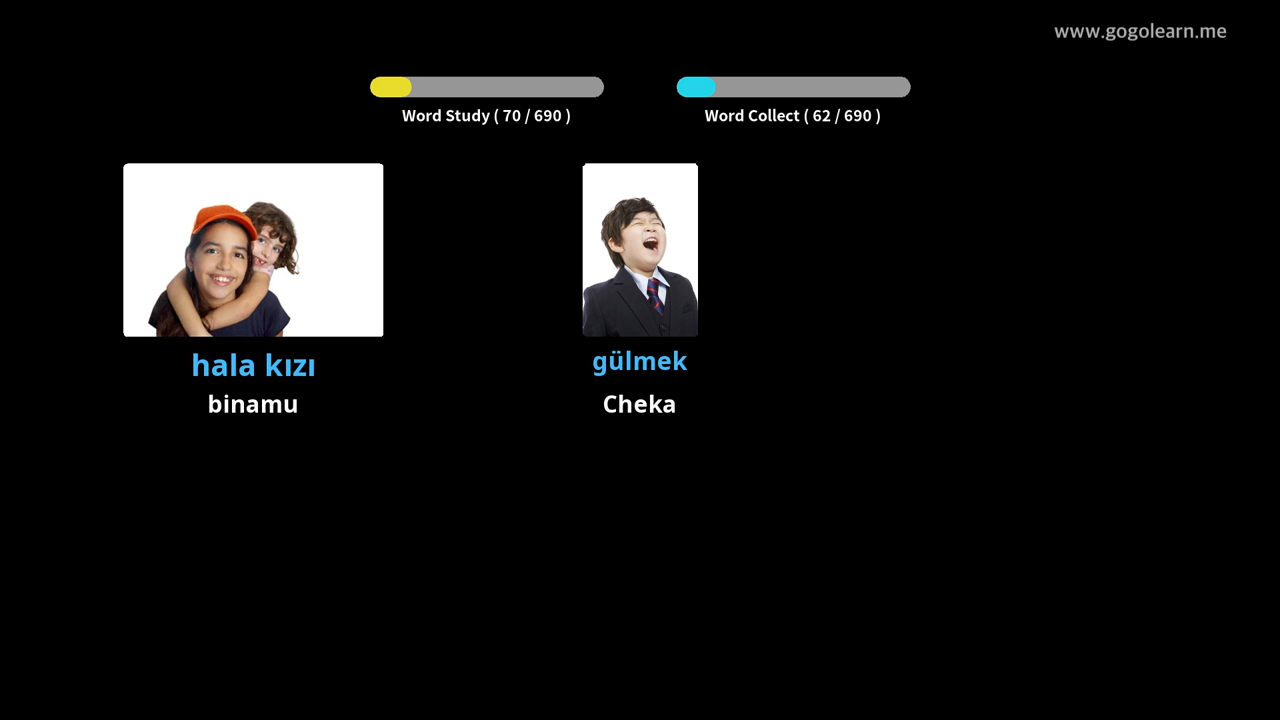 www.gogolearn.me
Word Study ( 70 / 690 )
Word Collect ( 62 / 690 )
hala kızı
binamu
gülmek
Cheka